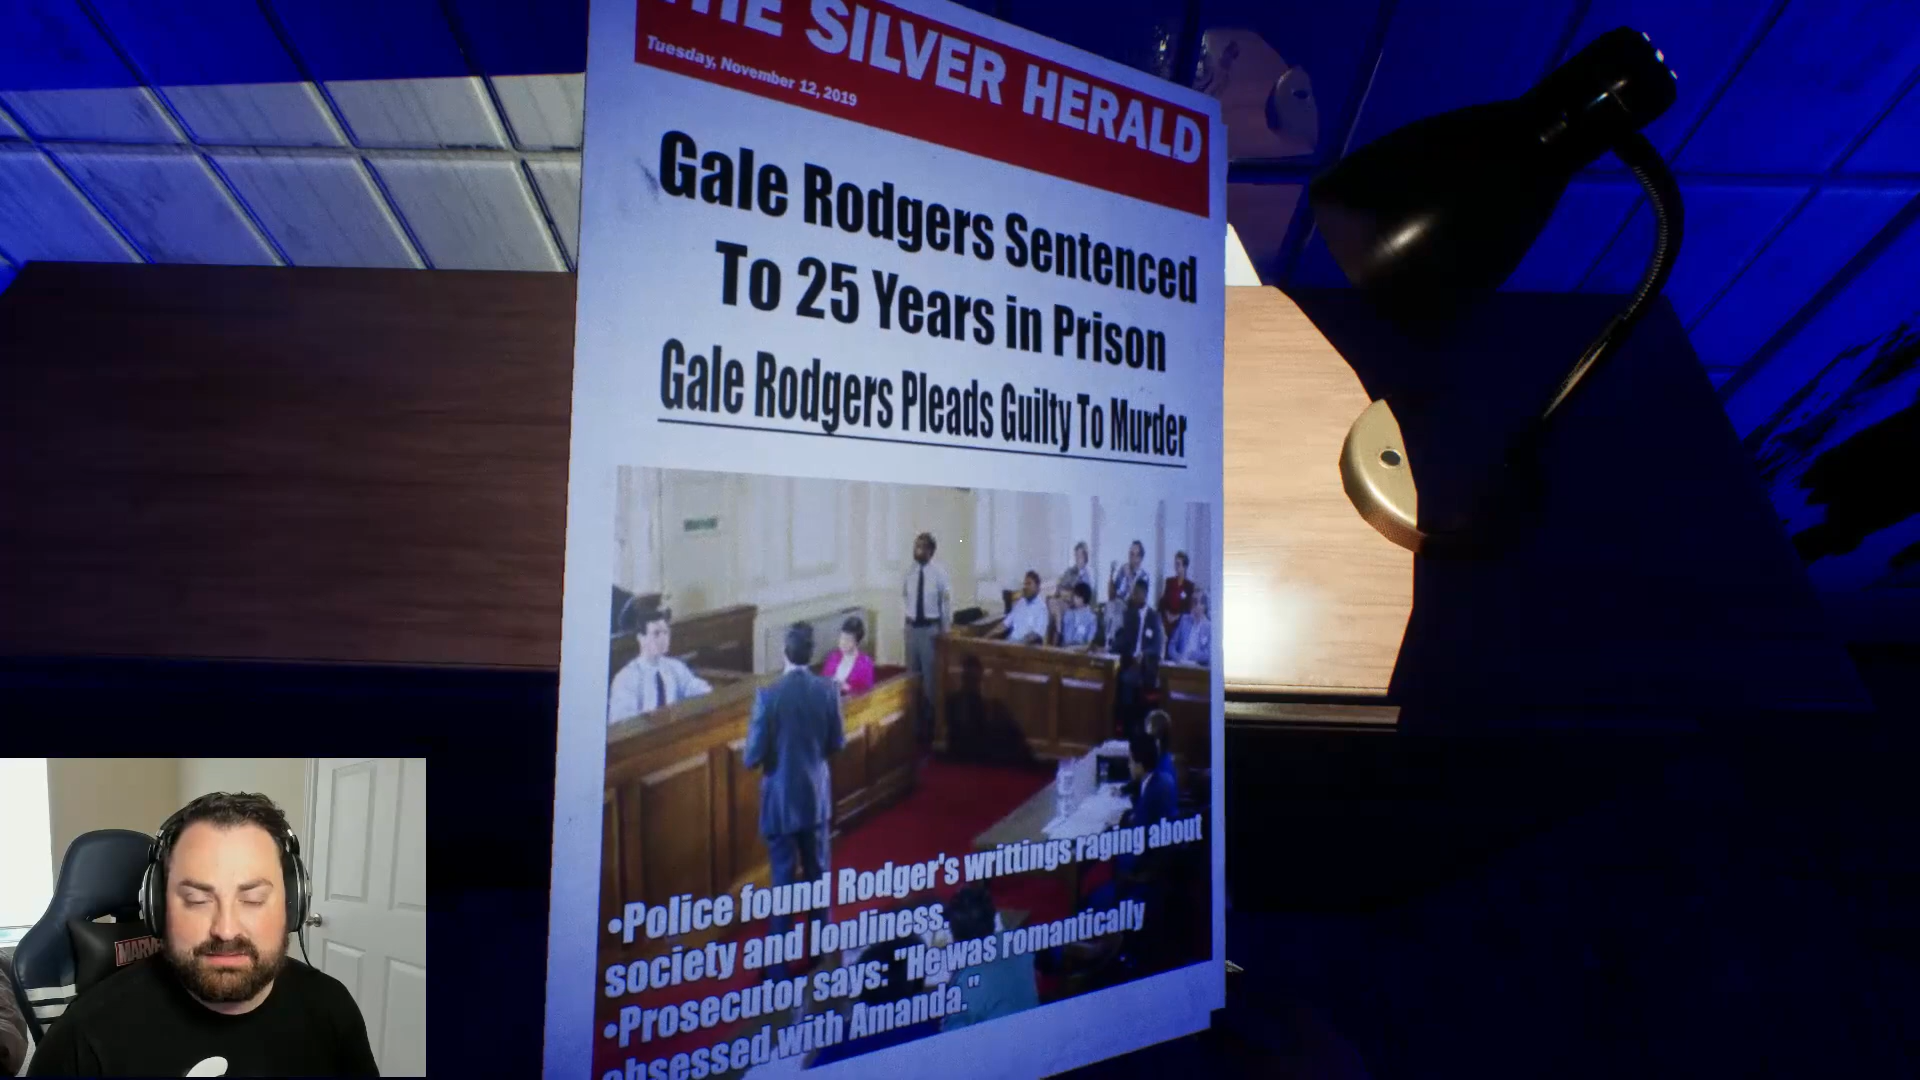 THE SILVER HERALD
Tuesday, November 12, 2019
Gale Rodgers Sentenced
To 25 Years in Prison
Gale Rodgers Pleads Guilty To Murder
•Police found Rodger's writtings raging about
society and lonliness.
•Prosecutor says: "He was romantically
obsessed with Amanda."
MARVEL